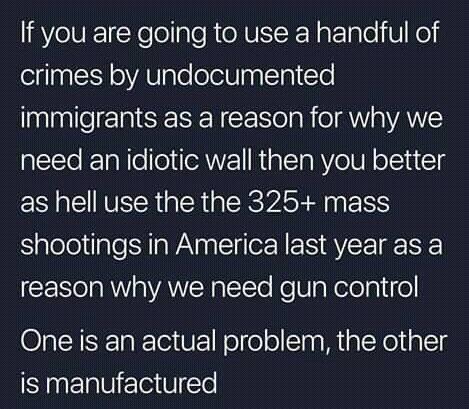 If you are going to use a handful of
crimes by undocumented
immigrants as a reason for why we
need an idiotic wall then you better
as hell use the the 325+ mass
shootings in America last year as a
reason why we need gun control
One is an actual problem, the other
is manufactured